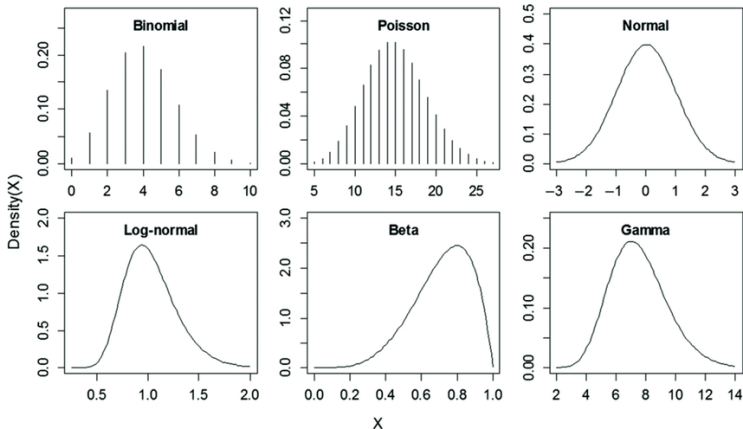 Binomial
0.00 0.10 0.20
0 2 4 6 8 10
Poisson
0.00 0.04 0.08 0.12
5 10 15 20 25
Normal
0.0 0.1 0.2 0.3 0.4 0.5
−3 −2 −1 0 1 2 3
Density(X)
Log-normal
0.0 0.5 1.0 1.5 2.0
0.5 1.0 1.5 2.0
Beta
0.0 1.0 2.0 3.0
0.0 0.2 0.4 0.6 0.8 1.0
Gamma
0.00 0.10 0.20
2 4 6 8 10 12 14
X